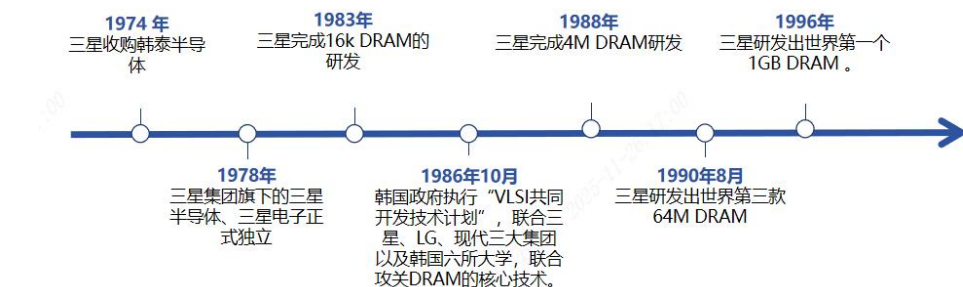 1974 年
三星收购韩泰半导
体
1983年
三星完成16k DRAM的
研发
1988年
三星完成4M DRAM研发
1996年
三星研发出世界第一个
1GB DRAM 。
1978年
三星集团旗下的三星
半导体、三星电子正
式独立
1986年10月
韩国政府执行“VLSI共同
开发技术计划”，联合三
星、LG、现代三大集团
以及韩国六所大学，联合
攻关DRAM的核心技术。
1990年8月
三星研发出世界第三款
64M DRAM